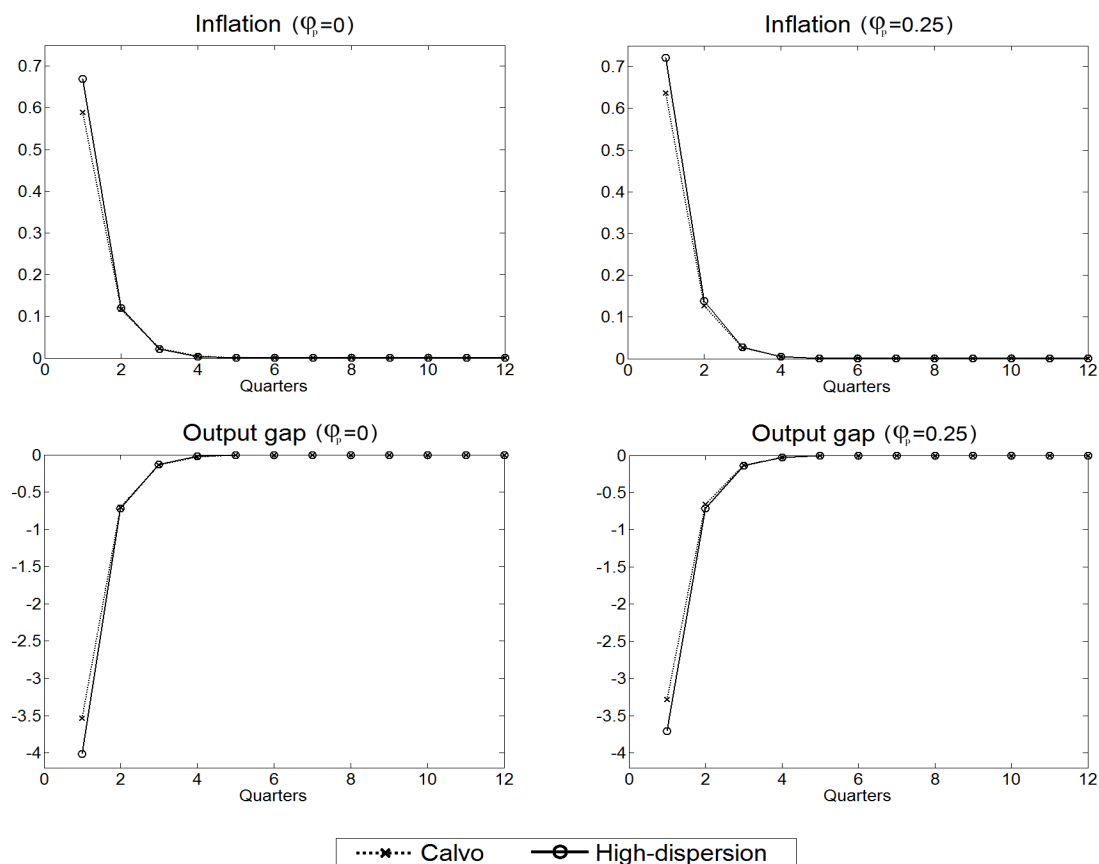 Inflation (φp=0)
0.7
0.6
0.5
0.4
0.3
0.2
0.1
0
0 2 4 6 8 10 12
Quarters
Inflation (φp=0.25)
0.7
0.6
0.5
0.4
0.3
0.2
0.1
0
0 2 4 6 8 10 12
Quarters
Output gap (φp=0)
0
-0.5
-1
-1.5
-2
-2.5
-3
-3.5
-4
0 2 4 6 8 10 12
Quarters
Output gap (φp=0.25)
0
-0.5
-1
-1.5
-2
-2.5
-3
-3.5
-4
0 2 4 6 8 10 12
Quarters
Calvo High-dispersion